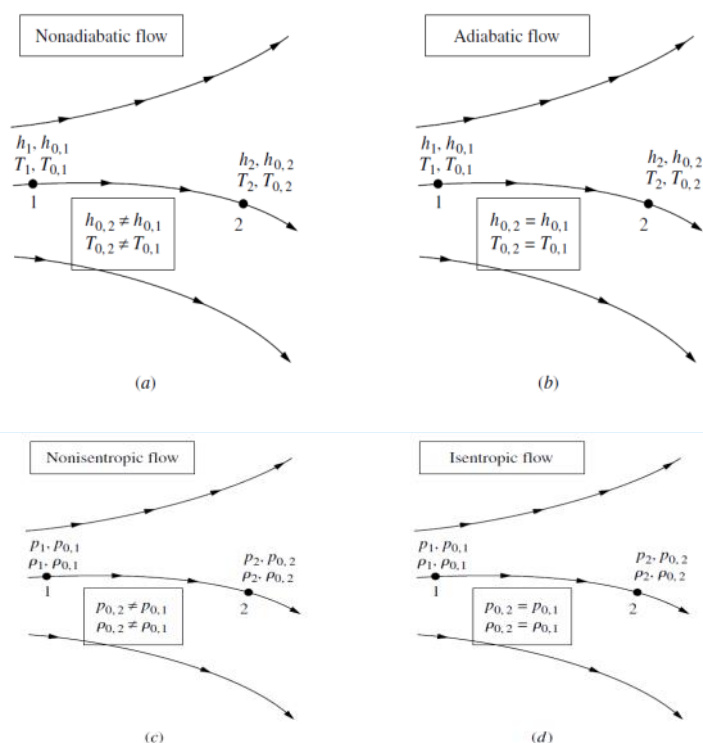 Nonadiabatic flow
h₁, h₀,₁
T₁, T₀,₁
1
h₂, h₀,₂
T₂, T₀,₂
2
h₀,₂ ≠ h₀,₁
T₀,₂ ≠ T₀,₁
(a)
Adiabatic flow
h₁, h₀,₁
T₁, T₀,₁
1
h₂, h₀,₂
T₂, T₀,₂
2
h₀,₂ = h₀,₁
T₀,₂ = T₀,₁
(b)
Nonisentropic flow
p₁, p₀,₁
ρ₁, ρ₀,₁
1
p₂, p₀,₂
ρ₂, ρ₀,₂
2
p₀,₂ ≠ p₀,₁
ρ₀,₂ ≠ ρ₀,₁
(c)
Isentropic flow
p₁, p₀,₁
ρ₁, ρ₀,₁
1
p₂, p₀,₂
ρ₂, ρ₀,₂
2
p₀,₂ = p₀,₁
ρ₀,₂ = ρ₀,₁
(d)